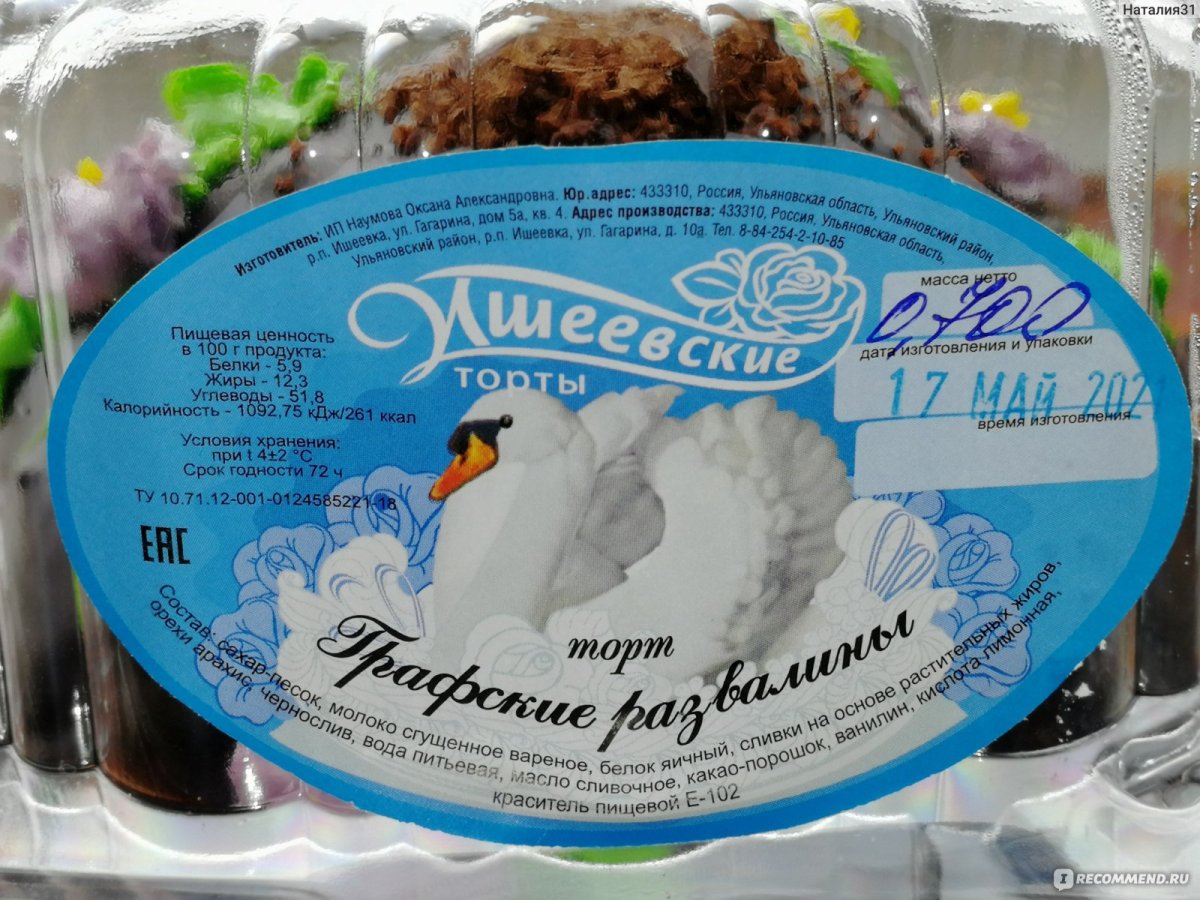 Наталия31
Изготовитель: ИП Наумова Оксана Александровна. Юр.адрес: 433310, Россия, Ульяновская область, Ульяновский район,
р.п. Ишеевка, ул. Гагарина, дом 5а, кв. 4. Адрес производства: 433310, Россия, Ульяновская область,
Ульяновский район, р.п. Ишеевка, ул. Гагарина, д. 10а. Тел. 8-84-254-2-10-85
Ишеевские
торты
масса нетто
0,700
дата изготовления и упаковки
17 МАЙ 202
время изготовления
Пищевая ценность
в 100 г продукта:
Белки - 5,9
Жиры - 12,3
Углеводы - 51,8
Калорийность - 1092,75 кДж/261 ккал
Условия хранения:
при t 4±2 °С
Срок годности 72 ч
ТУ 10.71.12-001-0124585221-18
ЕАС
торт
Графские развалины
Состав: сахар-песок, молоко сгущенное вареное, белок яичный, сливки на основе растительных жиров,
орехи арахис, чернослив, вода питьевая, масло сливочное, какао-порошок, ванилин, кислота лимонная,
краситель пищевой Е-102
I RECOMMEND.RU